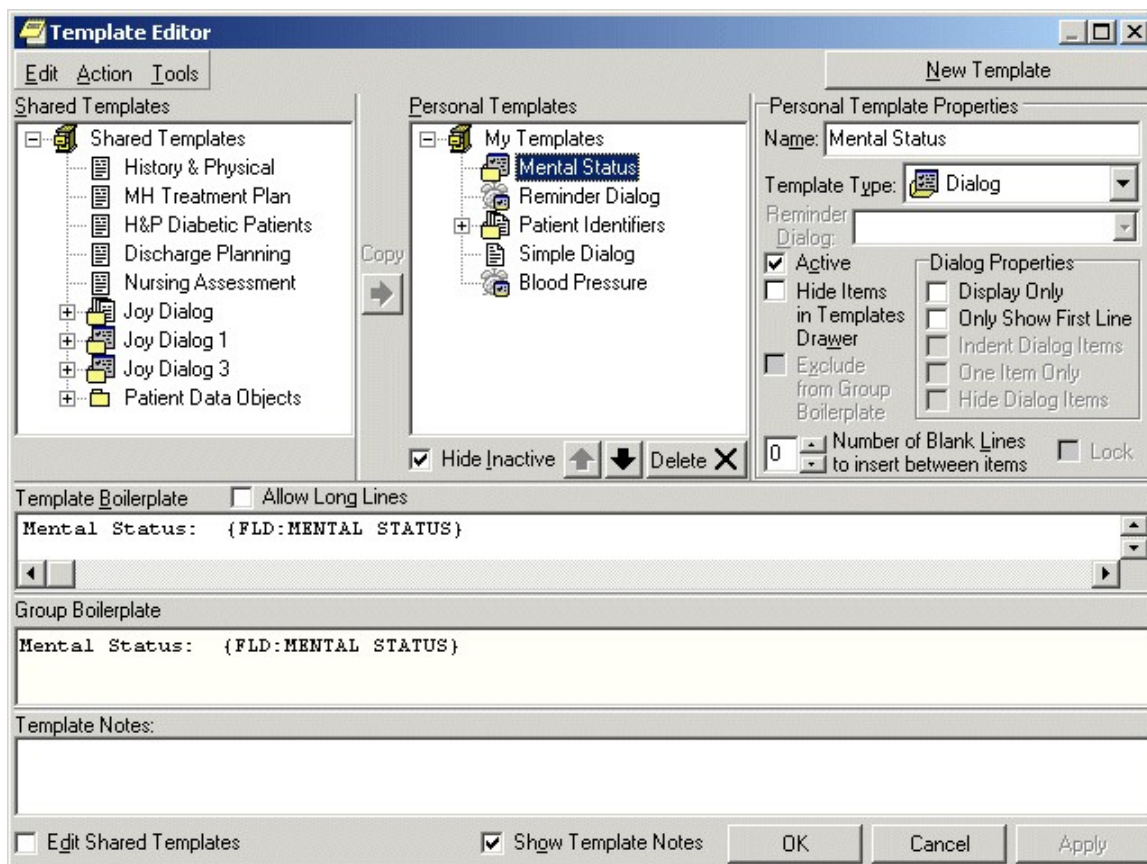 Template Editor
Edit Action Tools
New Template
Shared Templates
Shared Templates
History & Physical
MH Treatment Plan
H&P Diabetic Patients
Discharge Planning
Nursing Assessment
Joy Dialog
Joy Dialog 1
Joy Dialog 3
Patient Data Objects
Copy
Personal Templates
My Templates
Mental Status
Reminder Dialog
Patient Identifiers
Simple Dialog
Blood Pressure
Hide Inactive
Delete
Personal Template Properties
Name: Mental Status
Template Type: Dialog
Reminder
Dialog:
Active
Hide Items
in Templates
Drawer
Exclude
from Group
Boilerplate
Dialog Properties
Display Only
Only Show First Line
Indent Dialog Items
One Item Only
Hide Dialog Items
0 Number of Blank Lines
to insert between items
Lock
Template Boilerplate Allow Long Lines
Mental Status: {FLD:MENTAL STATUS}
Group Boilerplate
Mental Status: {FLD:MENTAL STATUS}
Template Notes:
Edit Shared Templates Show Template Notes OK Cancel Apply